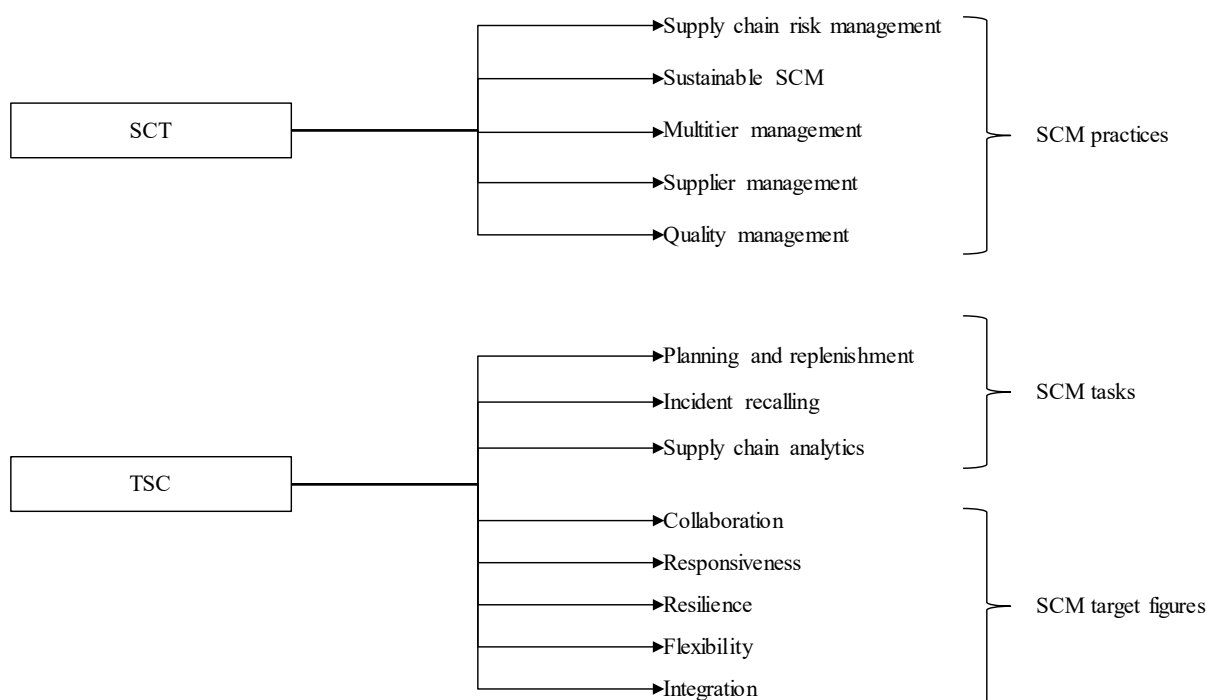 SCT
Supply chain risk management
Sustainable SCM
Multitier management
Supplier management
Quality management
SCM practices
TSC
Planning and replenishment
Incident recalling
Supply chain analytics
SCM tasks
Collaboration
Responsiveness
Resilience
Flexibility
Integration
SCM target figures